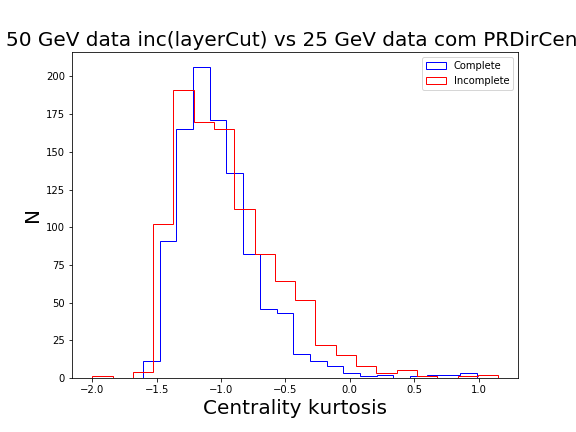 50 GeV data inc(layerCut) vs 25 GeV data com PRDirCen
Complete
Incomplete
200
175
150
125
100
75
50
25
0
N
−2.0 −1.5 −1.0 −0.5 0.0 0.5 1.0
Centrality kurtosis